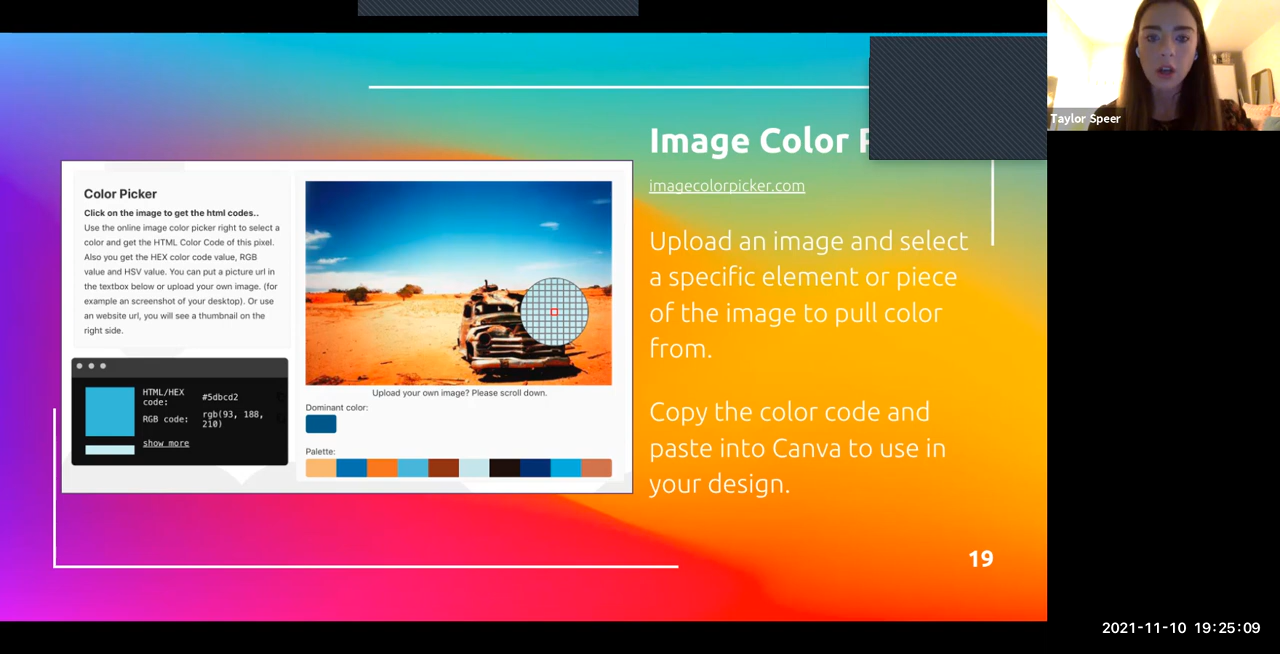 Taylor Speer
Image Color
imagecolorpicker.com
Upload an image and select
a specific element or piece
of the image to pull color
from.
Copy the color code and
paste into Canva to use in
your design.
19
Color Picker
Click on the image to get the html codes..
Use the online image color picker right to select a
color and get the HTML Color Code of this pixel.
Also you get the HEX color code value, RGB
value and HSV value. You can put a picture url in
the textbox below or upload your own image. (for
example an screenshot of your desktop). Or use
an website url, you will see a thumbnail on the
right side.
HTML/HEX
code:
#5dbcd2
RGB code:
rgb(93, 188,
210)
show more
Upload your own image? Please scroll down.
Dominant color:
Palette:
2021-11-10 19:25:09